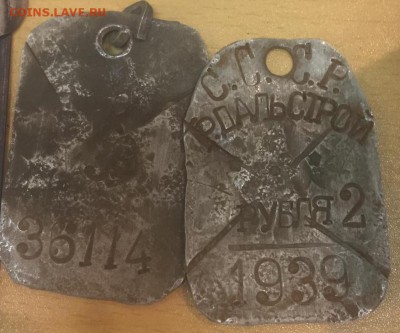 COINS.LAVE.RU
36114
С.С.С.Р.
ДАЛЬСТРОЙ
РУБЛЯ 2
1939